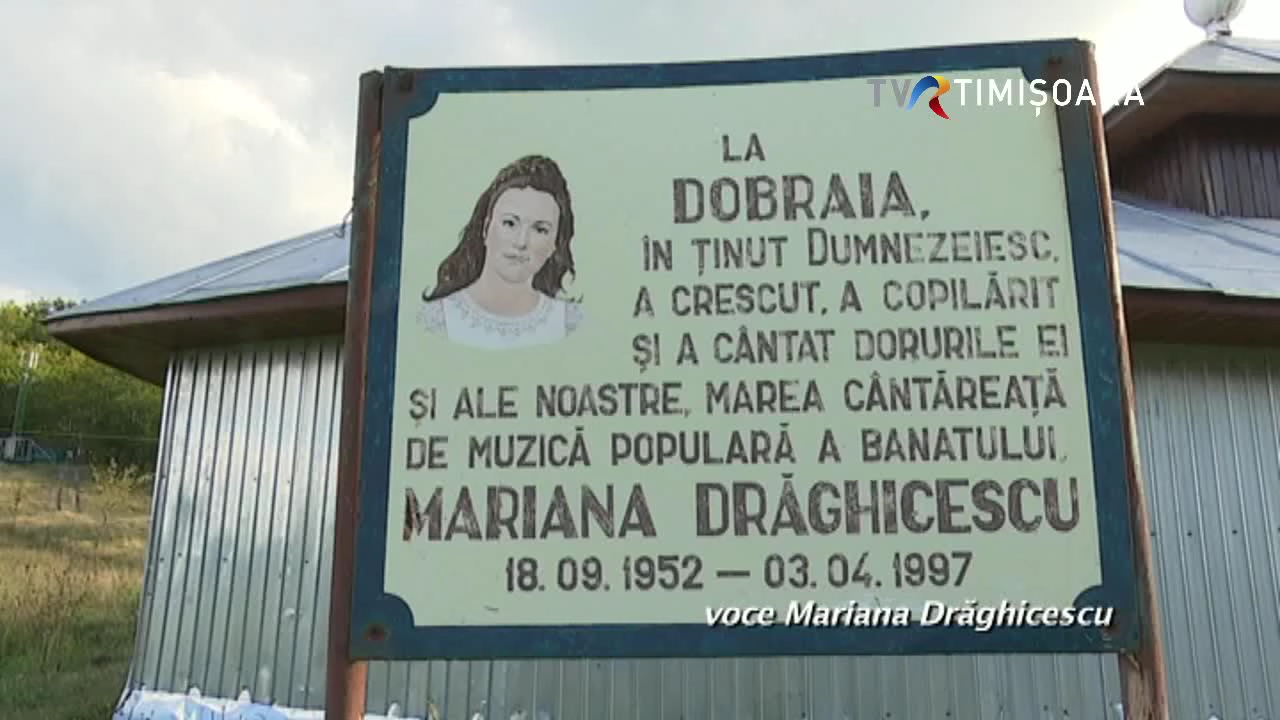 TVR TIMIȘOARA
LA
DOBRAIA,
ÎN ȚINUT DUMNEZEIESC,
A CRESCUT, A COPILĂRIT
ȘI A CÂNTAT DORURILE EI
ȘI ALE NOASTRE, MAREA CÂNTĂREAȚĂ
DE MUZICĂ POPULARĂ A BANATULUI,
MARIANA DRĂGHICESCU
18.09.1952 — 03.04.1997
voce Mariana Drăghicescu